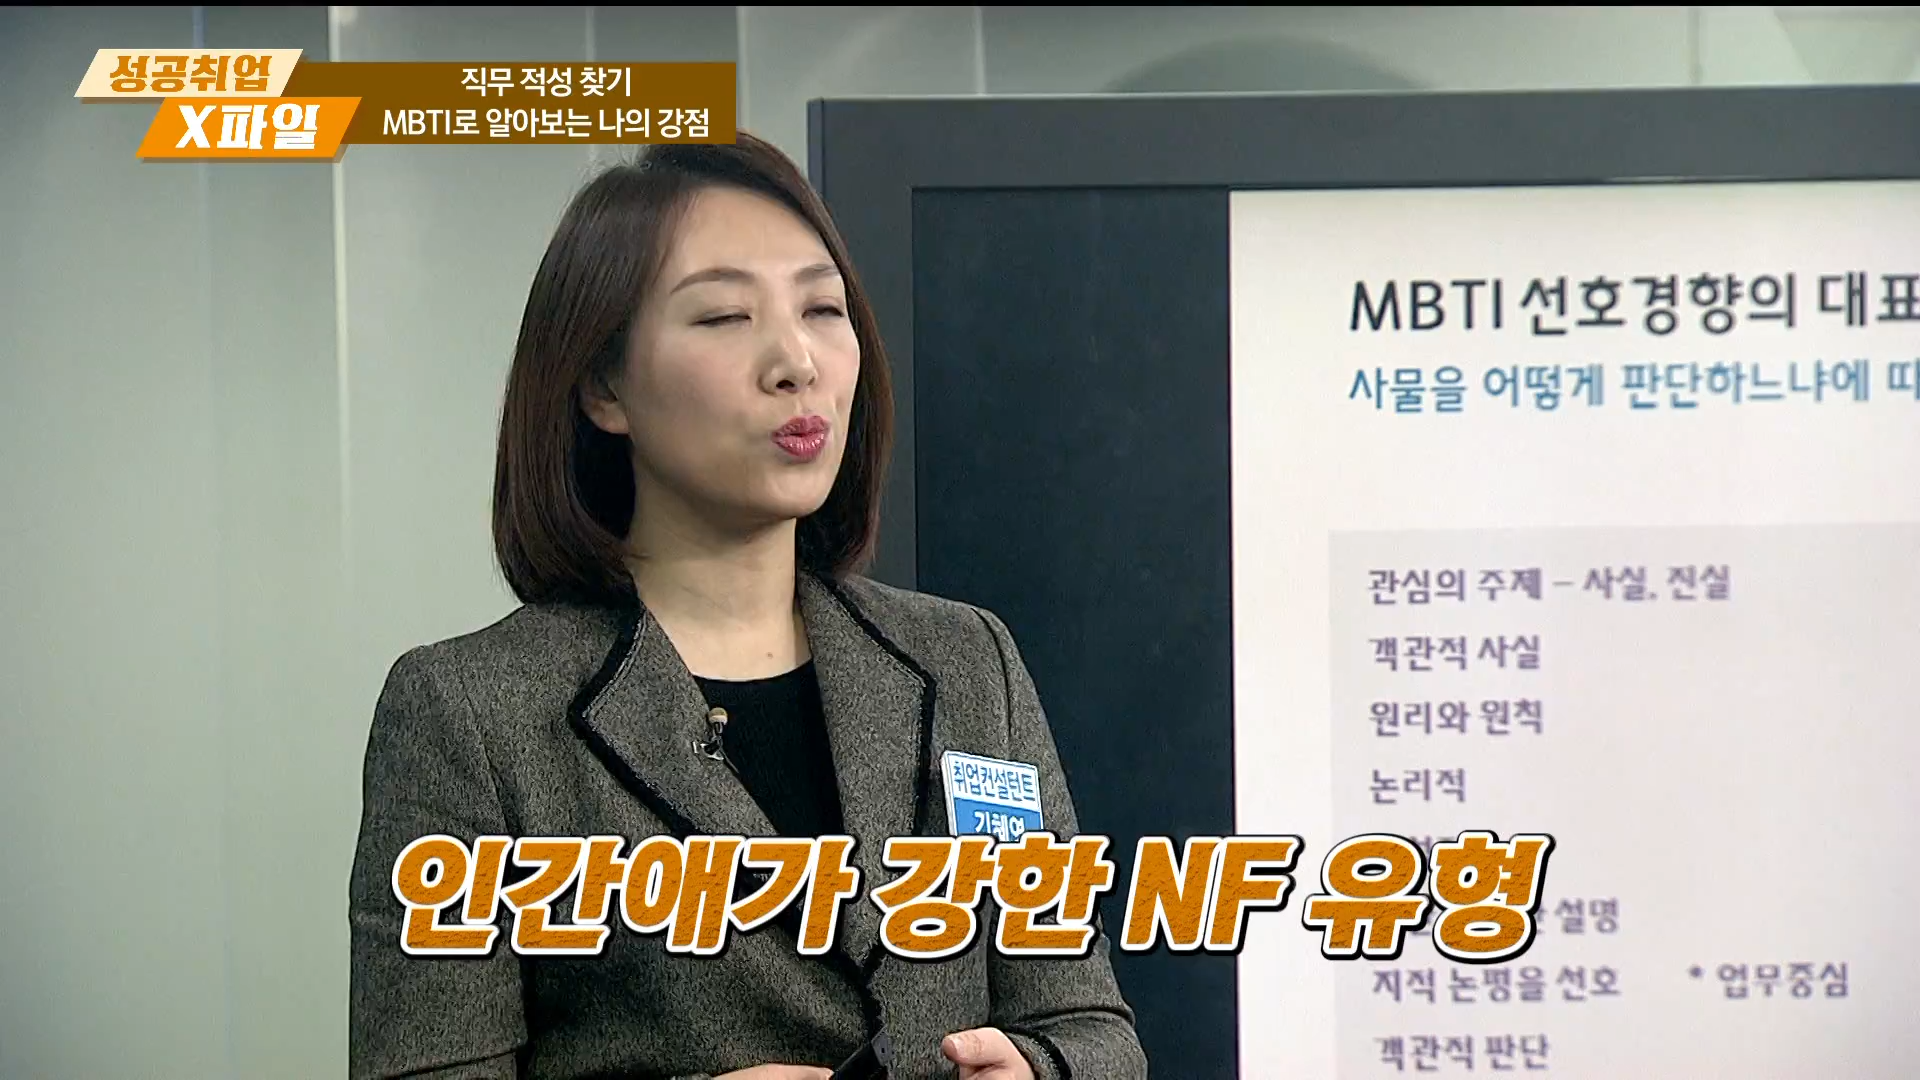 성공취업
X파일
직무 적성 찾기
MBTI로 알아보는 나의 강점
MBTI 선호경향의 대표
사물을 어떻게 판단하느냐에 따
관심의 주제 – 사실, 진실
객관적 사실
원리와 원칙
논리적
설명
지적 논평을 선호 * 업무중심
객관적 판단
취업컨설턴트
김혜영
인간애가 강한 NF 유형